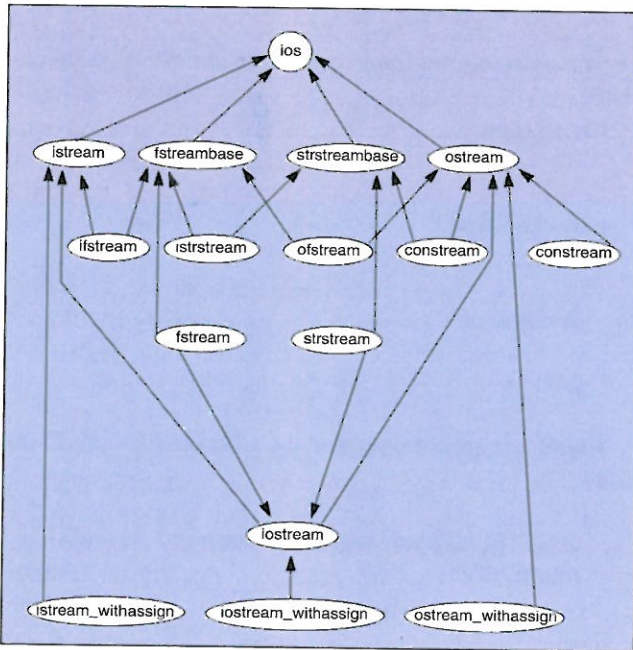 ios
istream
fstreambase
strstreambase
ostream
ifstream
istrstream
ofstream
constream
constream
fstream
strstream
iostream
istream_withassign
iostream_withassign
ostream_withassign